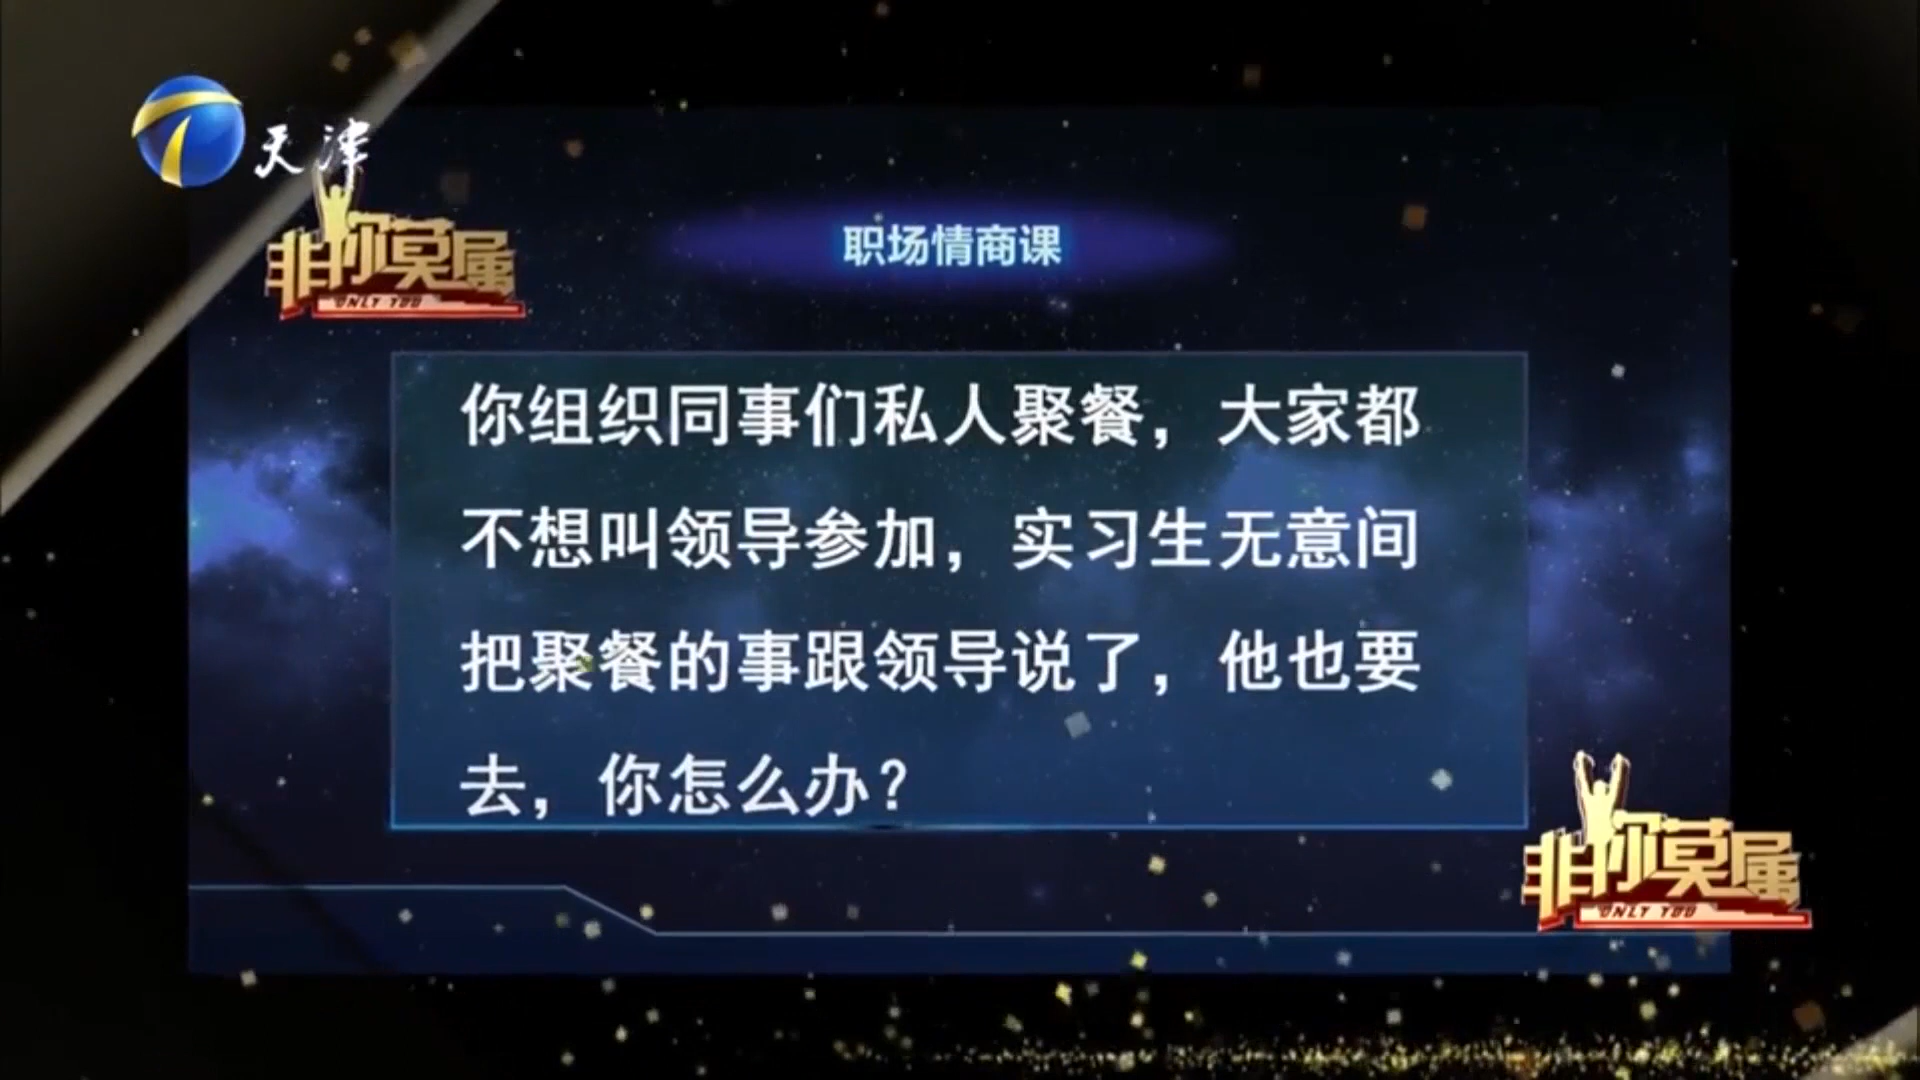 天津
非你莫属
ONLY YOU
职场情商课
你组织同事们私人聚餐，大家都
不想叫领导参加，实习生无意间
把聚餐的事跟领导说了，他也要
去，你怎么办？
非你莫属
ONLY YOU